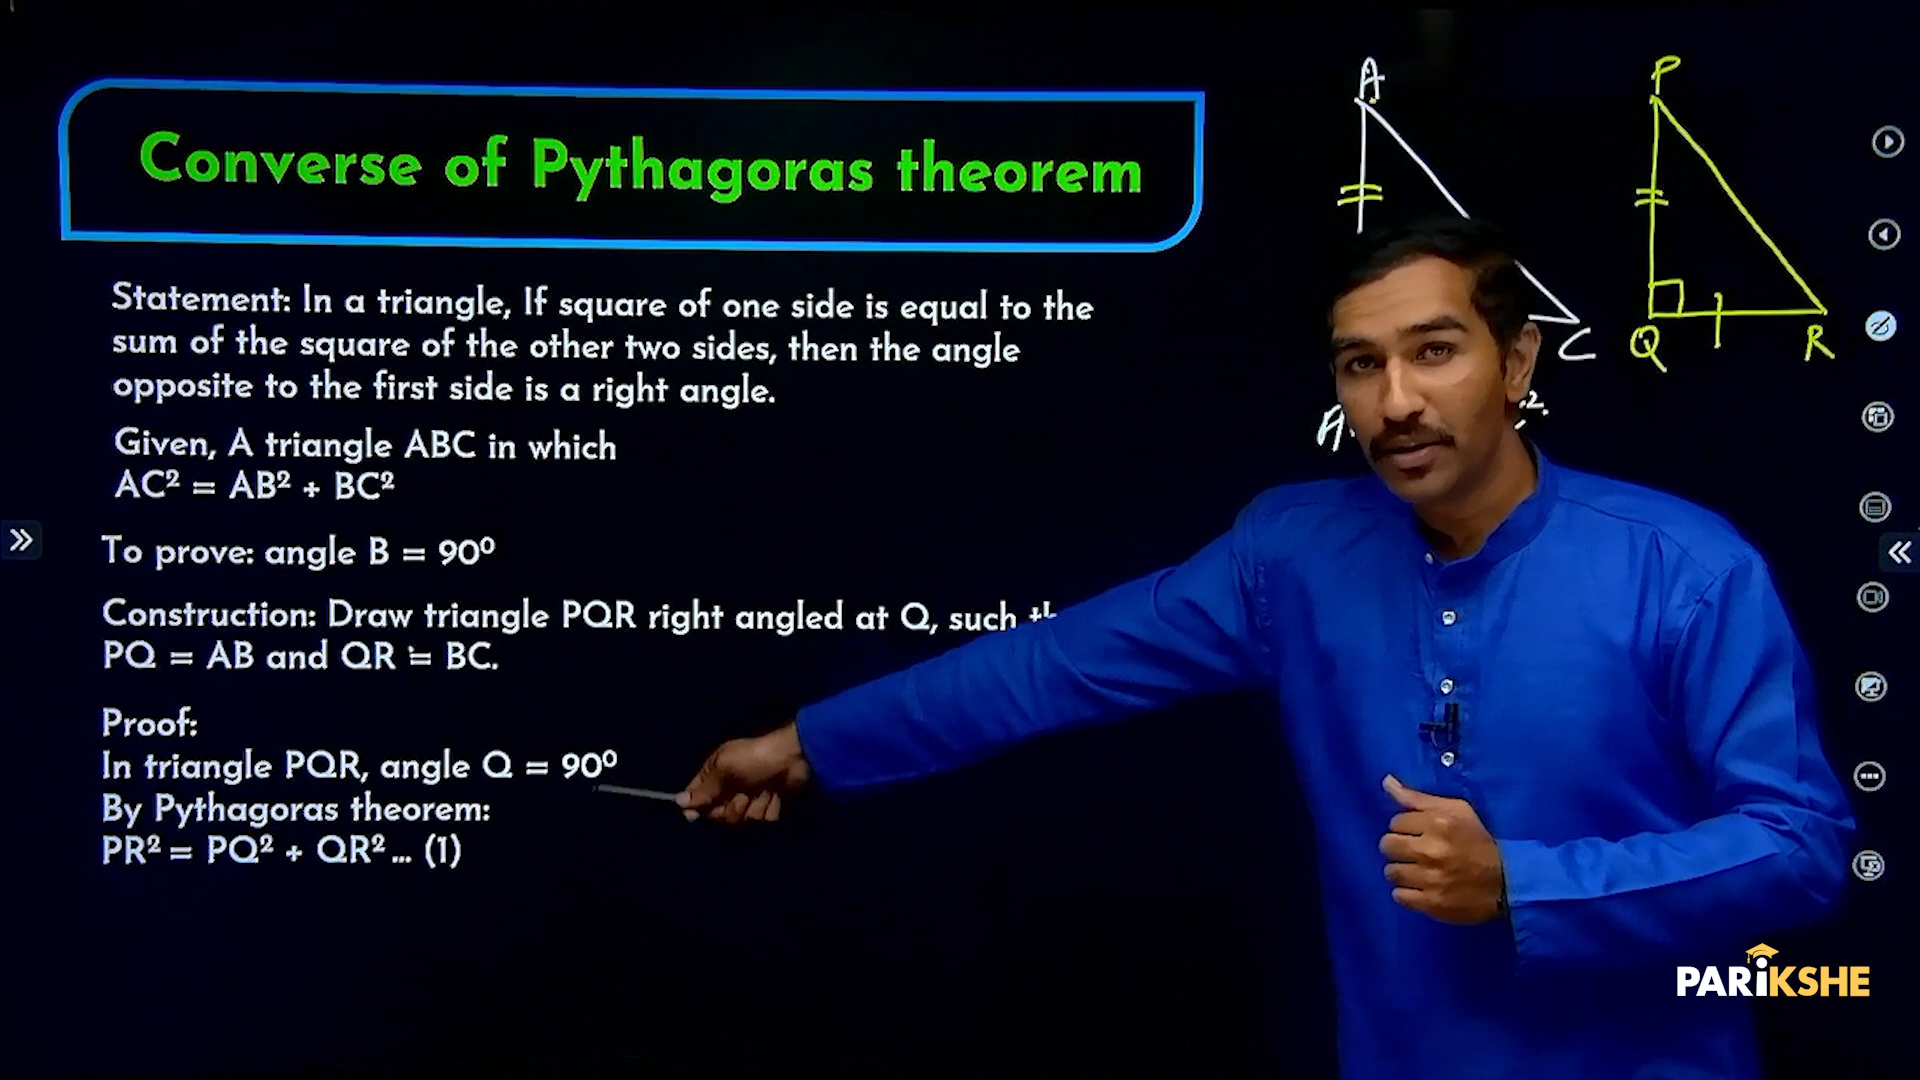 Converse of Pythagoras theorem
Statement: In a triangle, If square of one side is equal to the
sum of the square of the other two sides, then the angle
opposite to the first side is a right angle.
Given, A triangle ABC in which
AC² = AB² + BC²
To prove: angle B = 90⁰
Construction: Draw triangle PQR right angled at Q, such
PQ = AB and QR = BC.
Proof:
In triangle PQR, angle Q = 90⁰
By Pythagoras theorem:
PR² = PQ² + QR² ... (1)
A
C
P
Q
R
A
2.
PARiKSHE